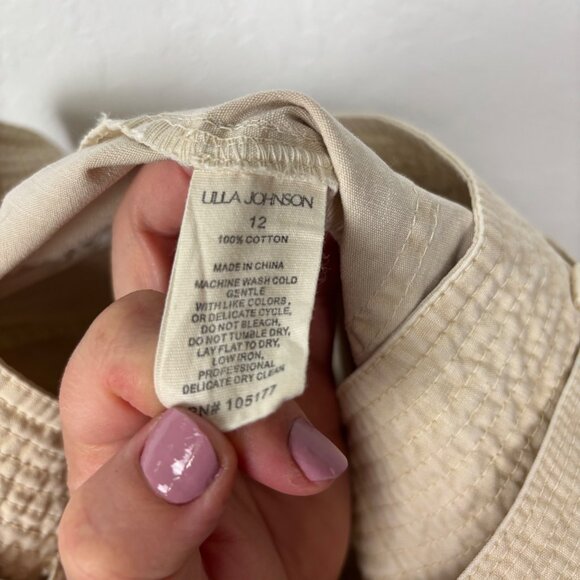 ULLA JOHNSON
12
100% COTTON
MADE IN CHINA
MACHINE WASH COLD
GENTLE
WITH LIKE COLORS,
OR DELICATE CYCLE,
DO NOT BLEACH,
DO NOT TUMBLE DRY,
LAY FLAT TO DRY,
LOW IRON,
PROFESSIONAL
DELICATE DRY CLEAN
RN# 105177